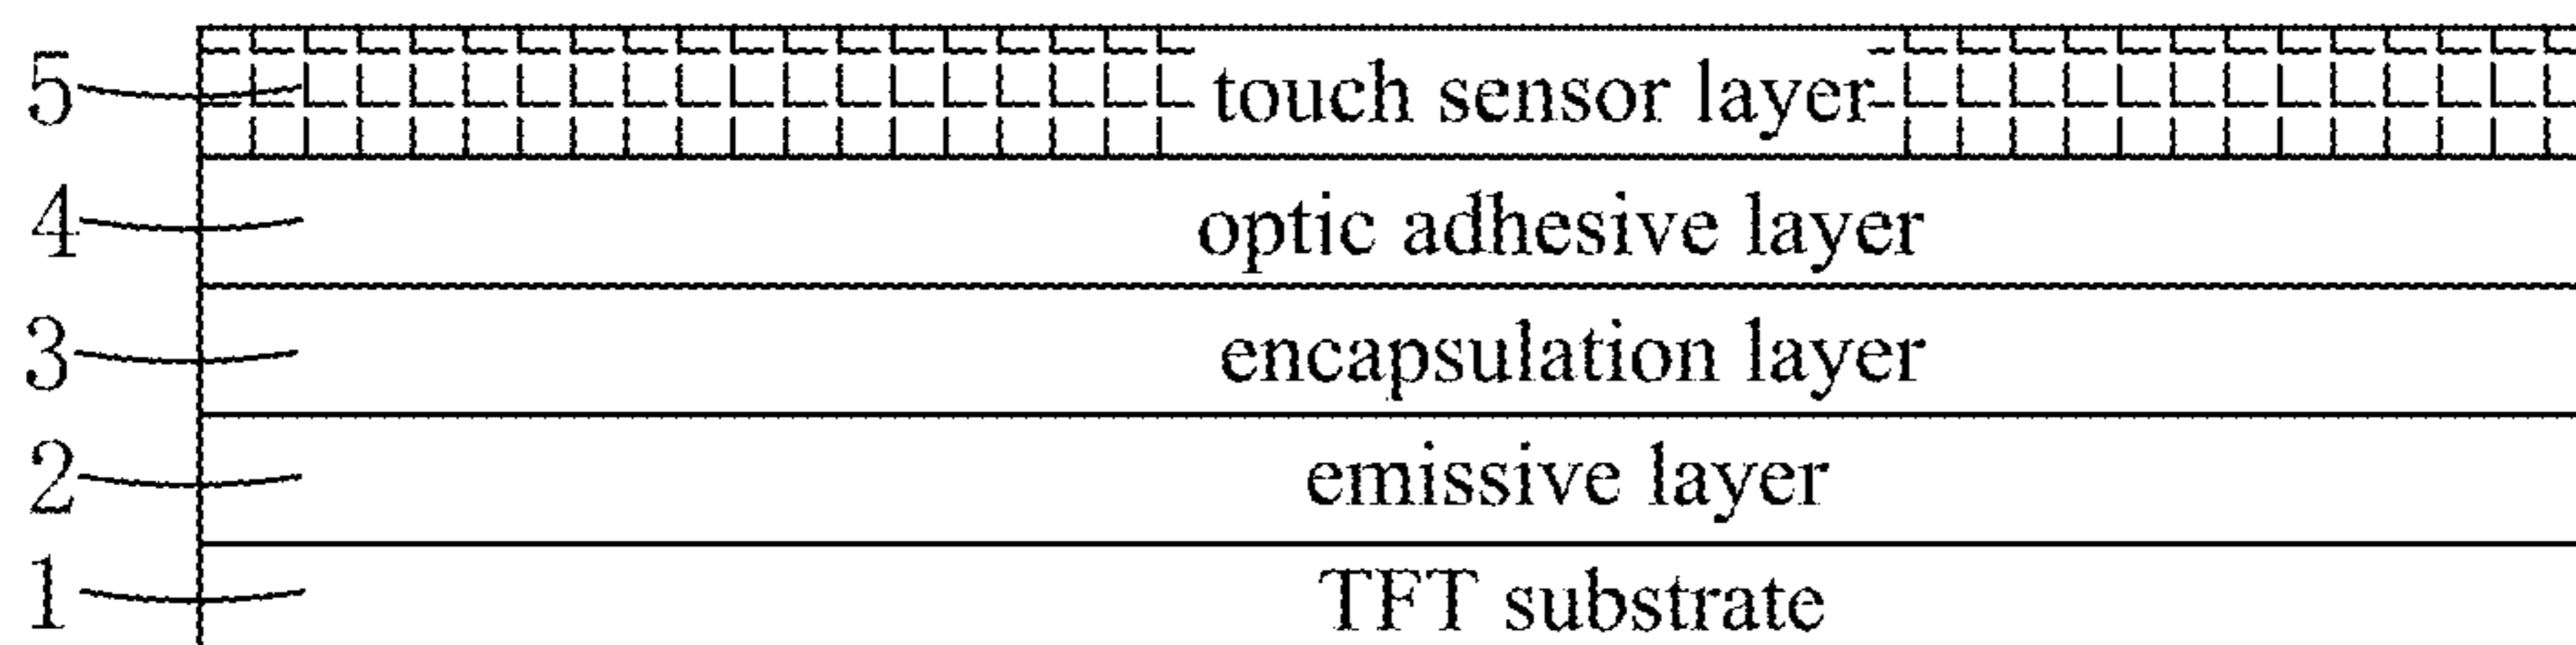 5 touch sensor layer
4 optic adhesive layer
3 encapsulation layer
2 emissive layer
1 TFT substrate